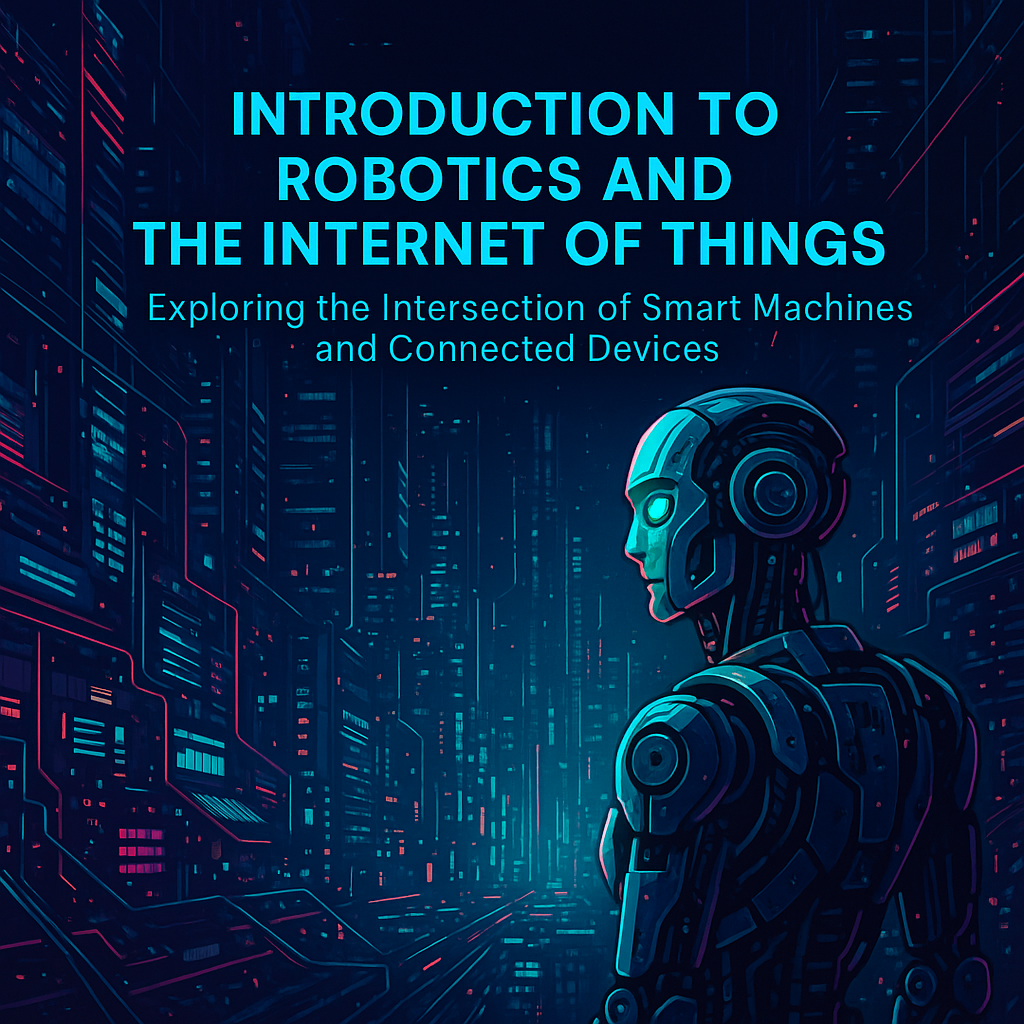 INTRODUCTION TO
ROBOTICS AND
THE INTERNET OF THINGS
Exploring the Intersection of Smart Machines
and Connected Devices